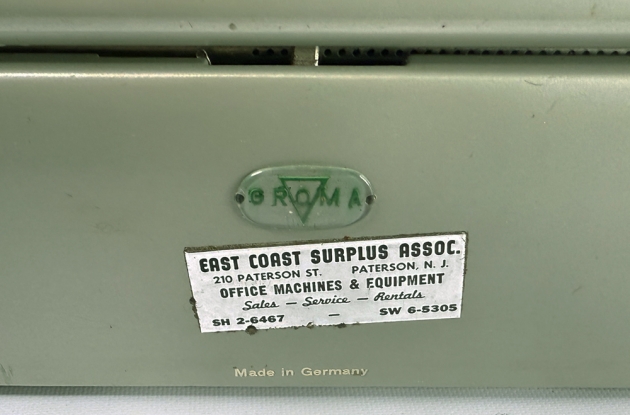 GROMA
EAST COAST SURPLUS ASSOC.
210 PATERSON ST. PATERSON, N. J.
OFFICE MACHINES & EQUIPMENT
Sales — Service — Rentals
SH 2-6467 — SW 6-5305
Made in Germany